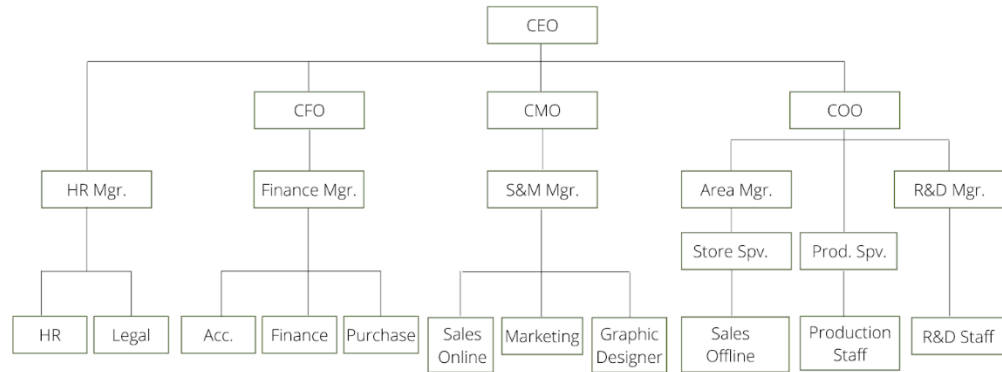 CEO
CFO
CMO
COO
HR Mgr.
Finance Mgr.
S&M Mgr.
Area Mgr.
R&D Mgr.
Store Spv.
Prod. Spv.
HR
Legal
Acc.
Finance
Purchase
Sales
Online
Marketing
Graphic
Designer
Sales
Offline
Production
Staff
R&D Staff